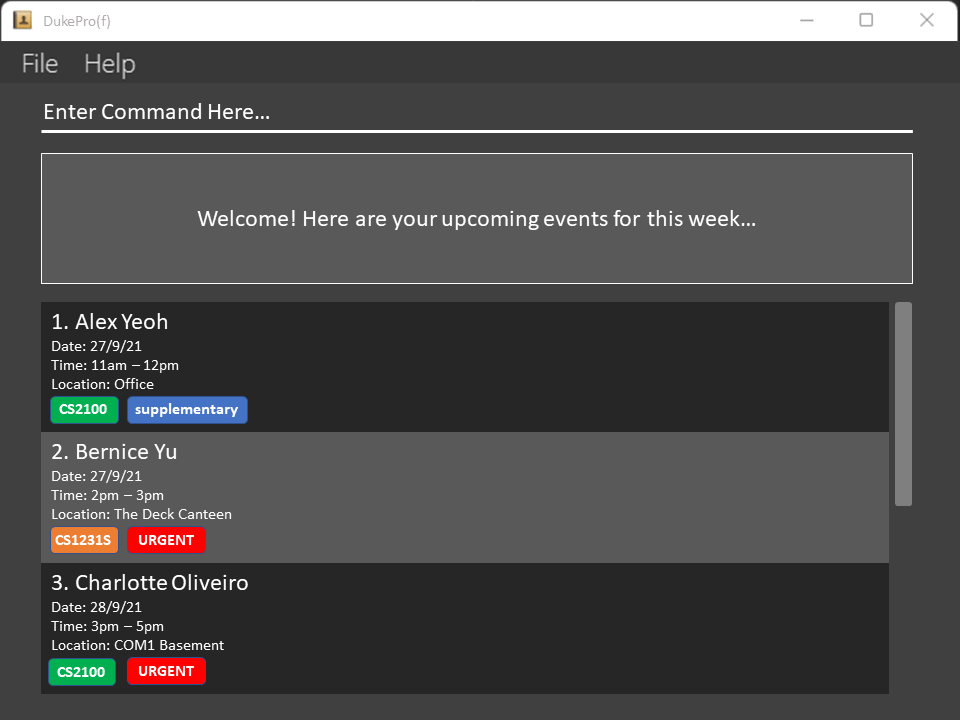 DukePro(f)
File Help
Enter Command Here…
Welcome! Here are your upcoming events for this week…
1. Alex Yeoh
Date: 27/9/21
Time: 11am – 12pm
Location: Office
CS2100 supplementary
2. Bernice Yu
Date: 27/9/21
Time: 2pm – 3pm
Location: The Deck Canteen
CS1231S URGENT
3. Charlotte Oliveiro
Date: 28/9/21
Time: 3pm – 5pm
Location: COM1 Basement
CS2100 URGENT